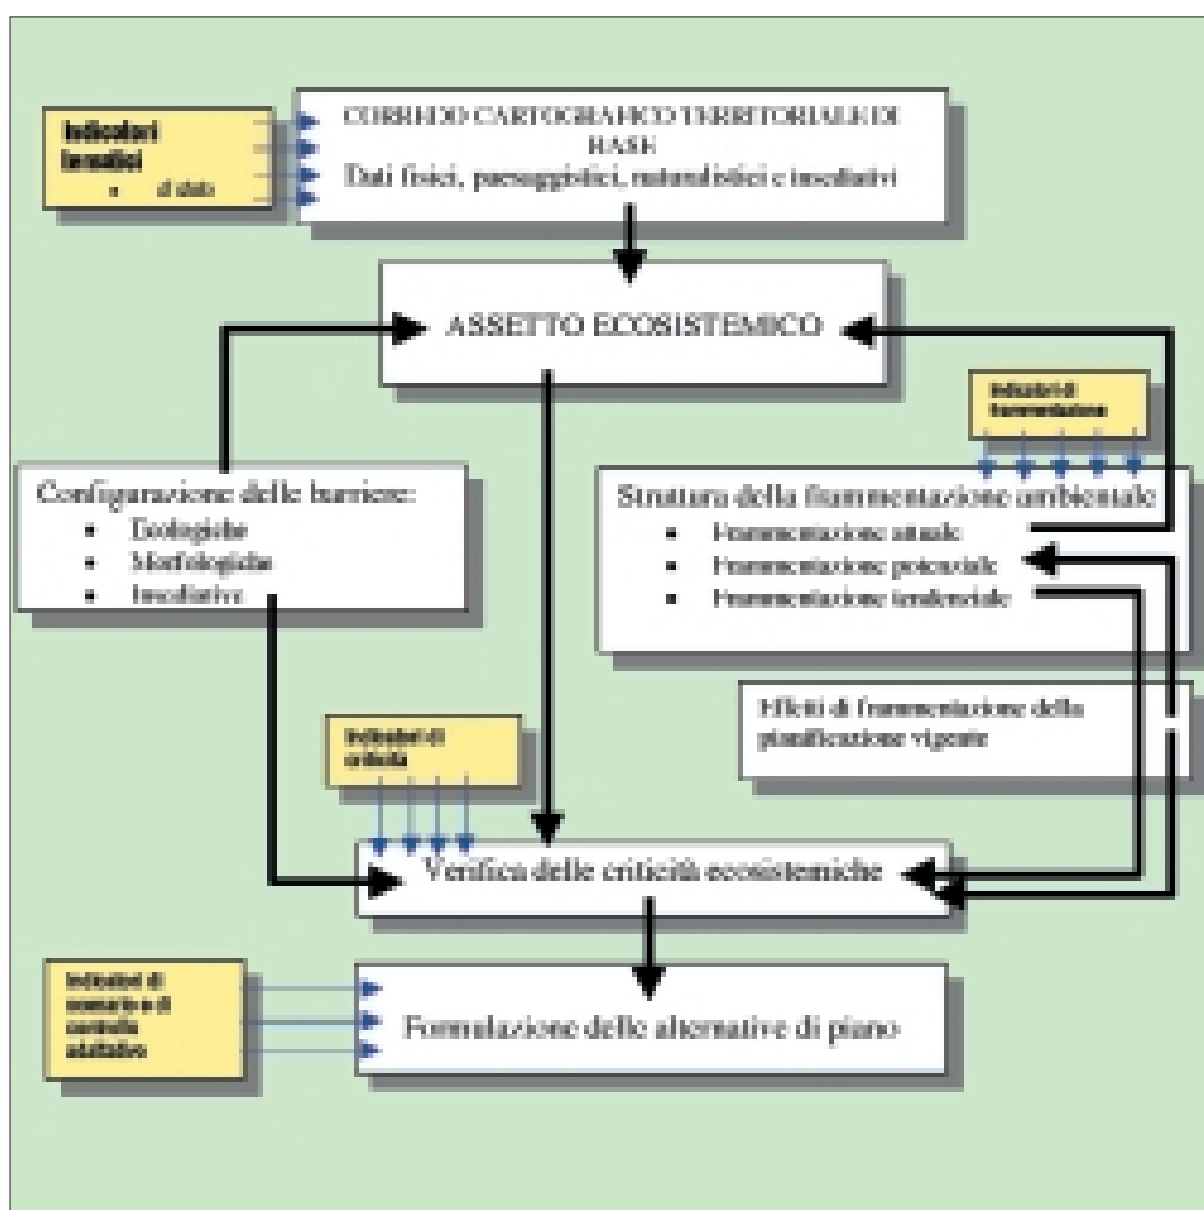 Indicatori
tematici
• di stato
CORREDO CARTOGRAFICO TERRITORIALE DI
BASE
Dati fisici, paesaggistici, naturalistici e insediativi
ASSETTO ECOSISTEMICO
Indicatori di
frammentazione
Configurazione delle barriere:
• Ecologiche
• Morfologiche
• Insediative
Struttura della frammentazione ambientale
• Frammentazione attuale
• Frammentazione potenziale
• Frammentazione tendenziale
Effetti di frammentazione della
pianificazione vigente
Indicatori di
criticità
Verifica delle criticità ecosistemiche
Indicatori di
scenario e di
controllo
adattativo
Formulazione delle alternative di piano